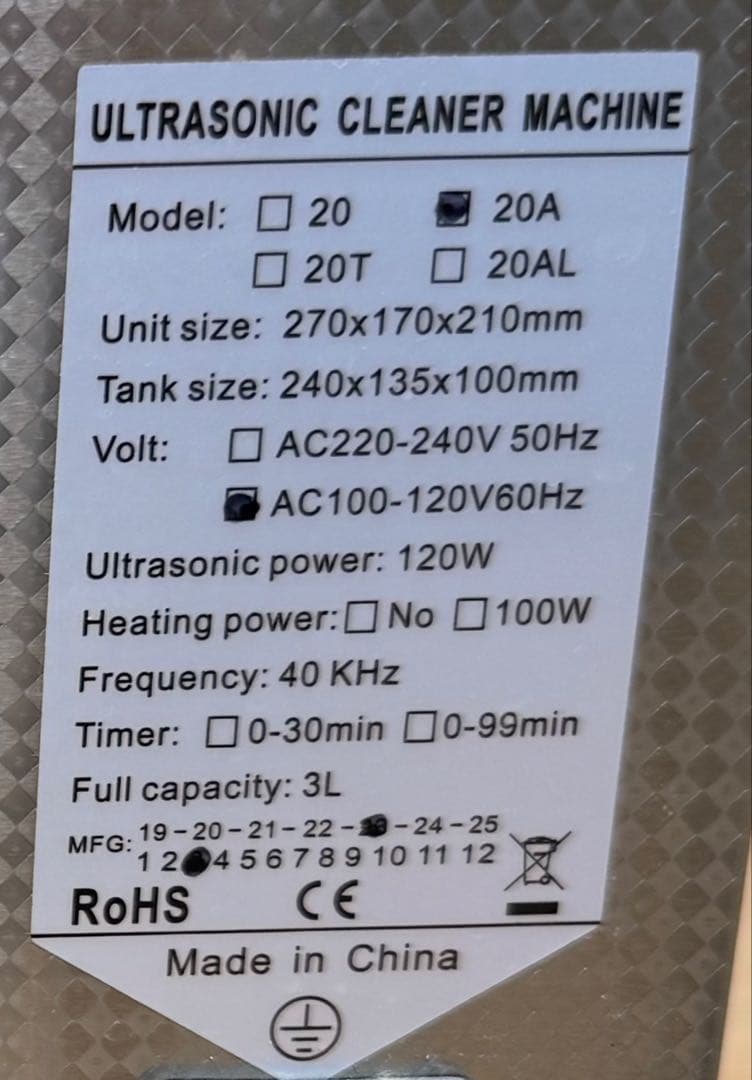 ULTRASONIC CLEANER MACHINE
Model: ☐ 20 ■ 20A
☐ 20T ☐ 20AL
Unit size: 270x170x210mm
Tank size: 240x135x100mm
Volt: ☐ AC220-240V 50Hz
■ AC100-120V60Hz
Ultrasonic power: 120W
Heating power: ☐ No ☐ 100W
Frequency: 40 KHz
Timer: ☐ 0-30min ☐ 0-99min
Full capacity: 3L
MFG: 19-20-21-22- -24-25
1 2 4 5 6 7 8 9 10 11 12
RoHS CE
Made in China